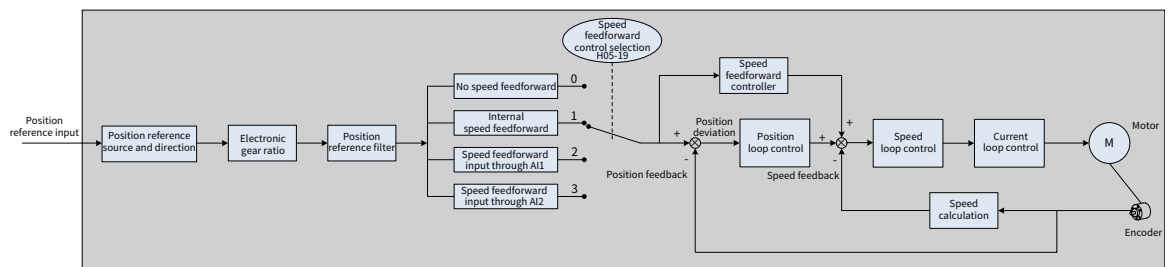 Speed
feedforward
control selection
H05-19
Position
reference input
Position reference
source and direction
Electronic
gear ratio
Position
reference filter
No speed feedforward
0
Internal
speed feedforward
1
Speed feedforward
input through AI1
2
Speed feedforward
input through AI2
3
Speed
feedforward
controller
+
Position
deviation
-
Position feedback
Position
loop control
+
+
-
Speed feedback
Speed
loop control
Current
loop control
Motor
M
Speed
calculation
Encoder